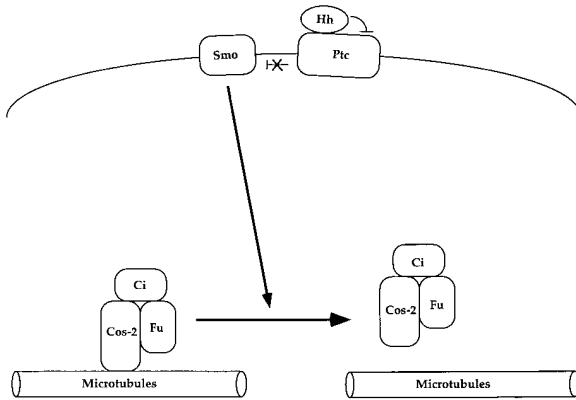 Hh
Smo
Ptc
Ci
Cos-2
Fu
Ci
Cos-2
Fu
Microtubules
Microtubules